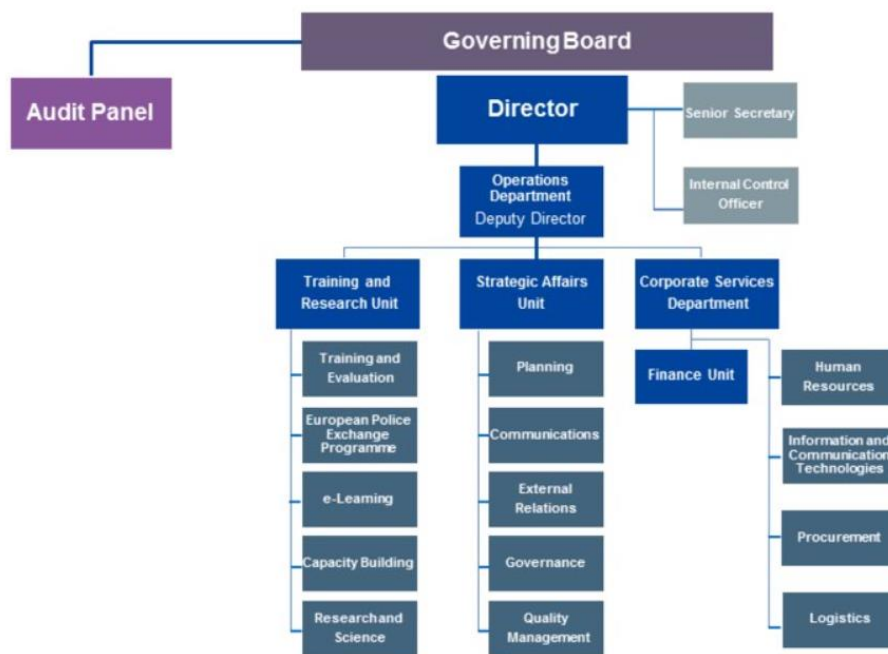 Governing Board
Audit Panel
Director
Senior Secretary
Internal Control
Officer
Operations
Department
Deputy Director
Training and
Research Unit
Strategic Affairs
Unit
Corporate Services
Department
Training and
Evaluation
European Police
Exchange
Programme
e-Learning
Capacity Building
Research and
Science
Planning
Communications
External
Relations
Governance
Quality
Management
Finance Unit
Human
Resources
Information and
Communication
Technologies
Procurement
Logistics